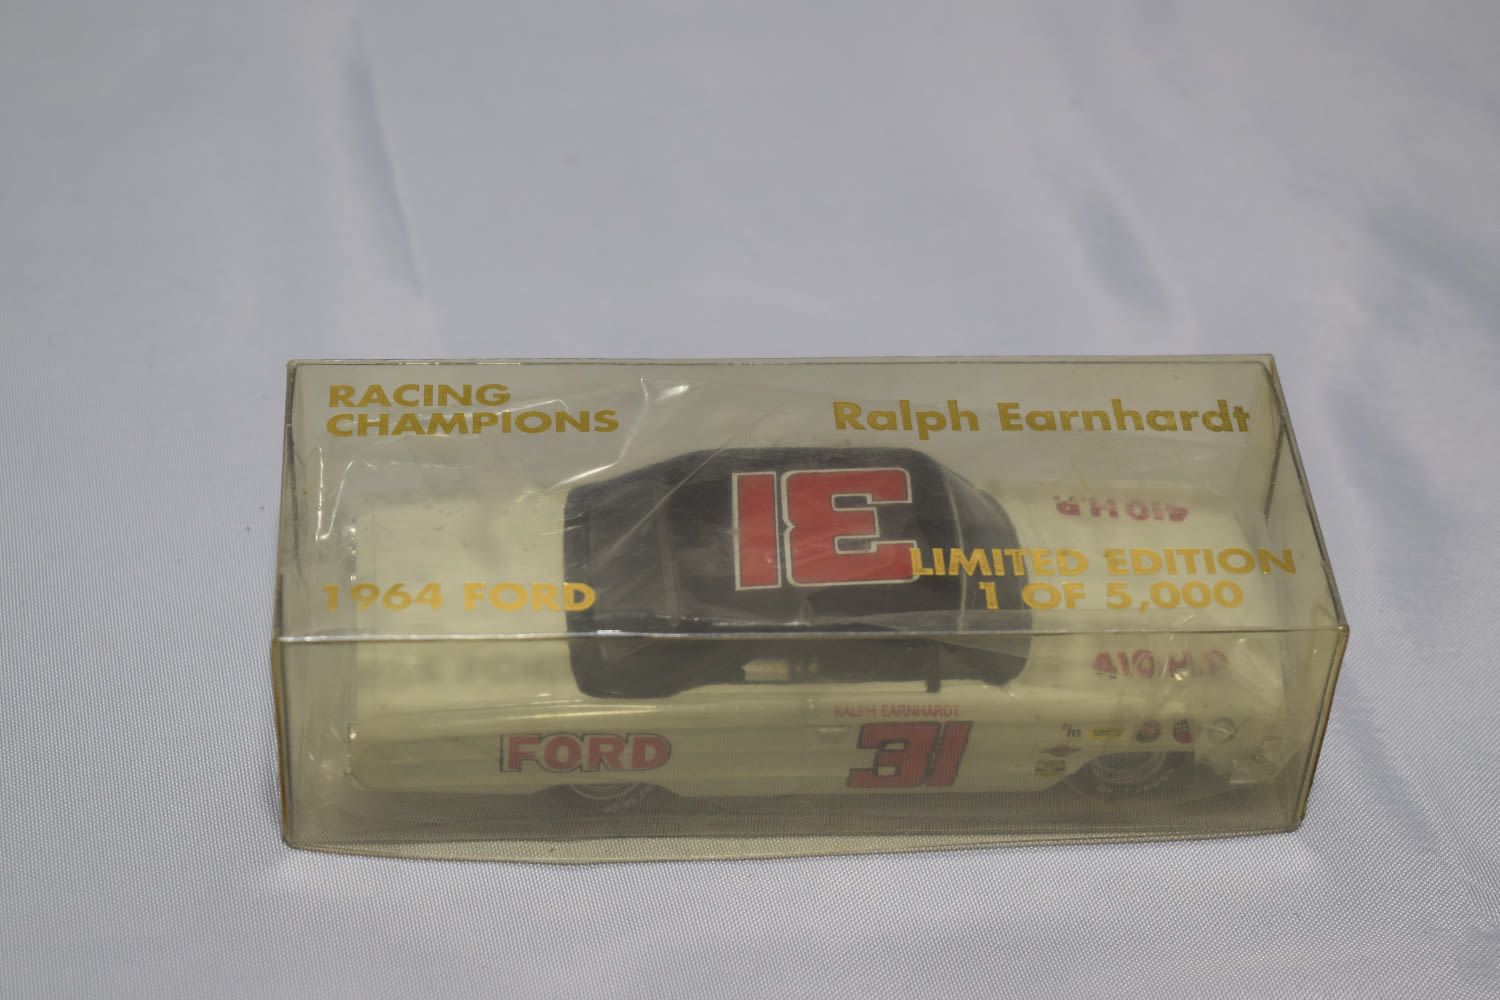 RACING
CHAMPIONS
Ralph Earnhardt
31
410 H.P.
LIMITED EDITION
1 OF 5,000
1964 FORD
410 H.P.
RALPH EARNHARDT
FORD
31